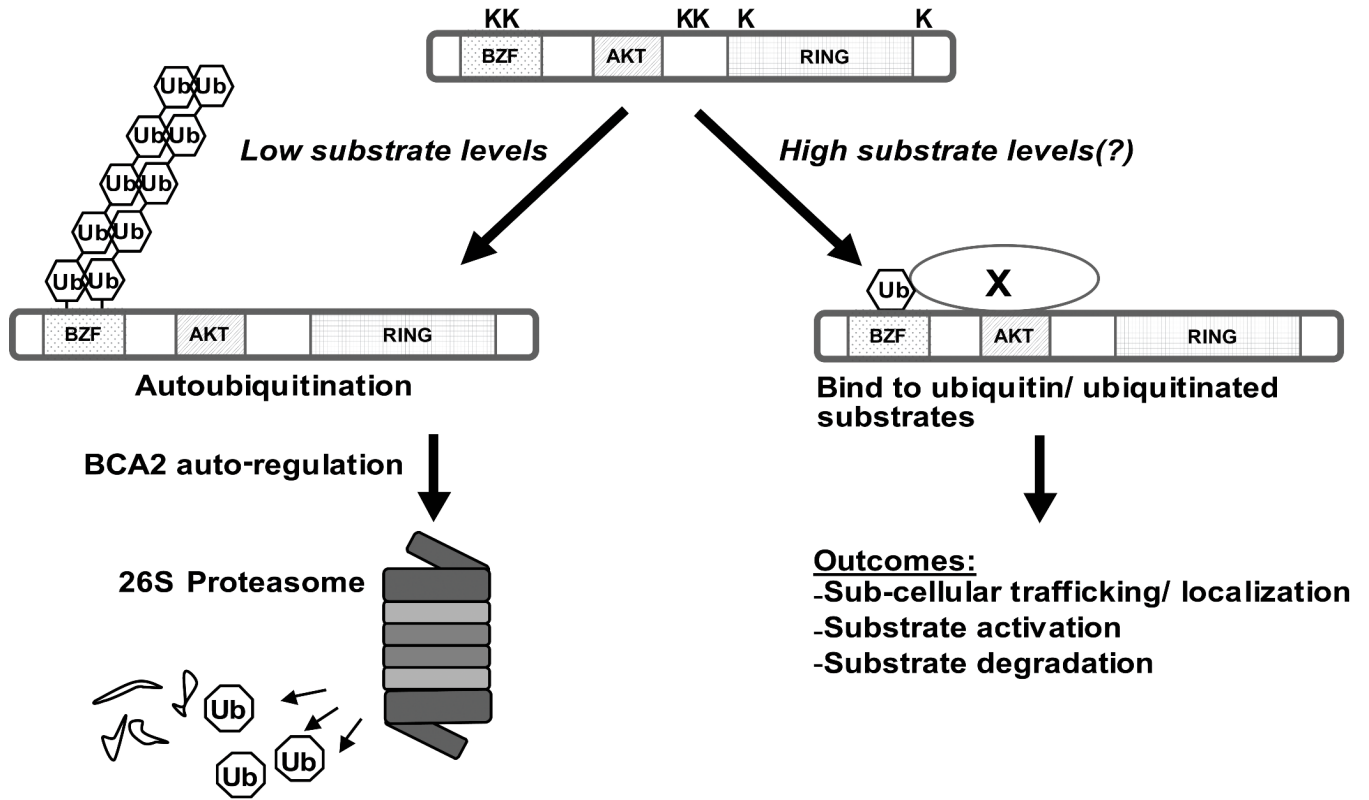 KK KK K K
BZF AKT RING
Low substrate levels
High substrate levels(?)
Ub Ub
Ub Ub
Ub Ub
Ub Ub
Ub Ub
BZF AKT RING
Autoubiquitination
BCA2 auto-regulation
26S Proteasome
Ub
Ub
Ub
Ub X
BZF AKT RING
Bind to ubiquitin/ ubiquitinated
substrates
Outcomes:
-Sub-cellular trafficking/ localization
-Substrate activation
-Substrate degradation